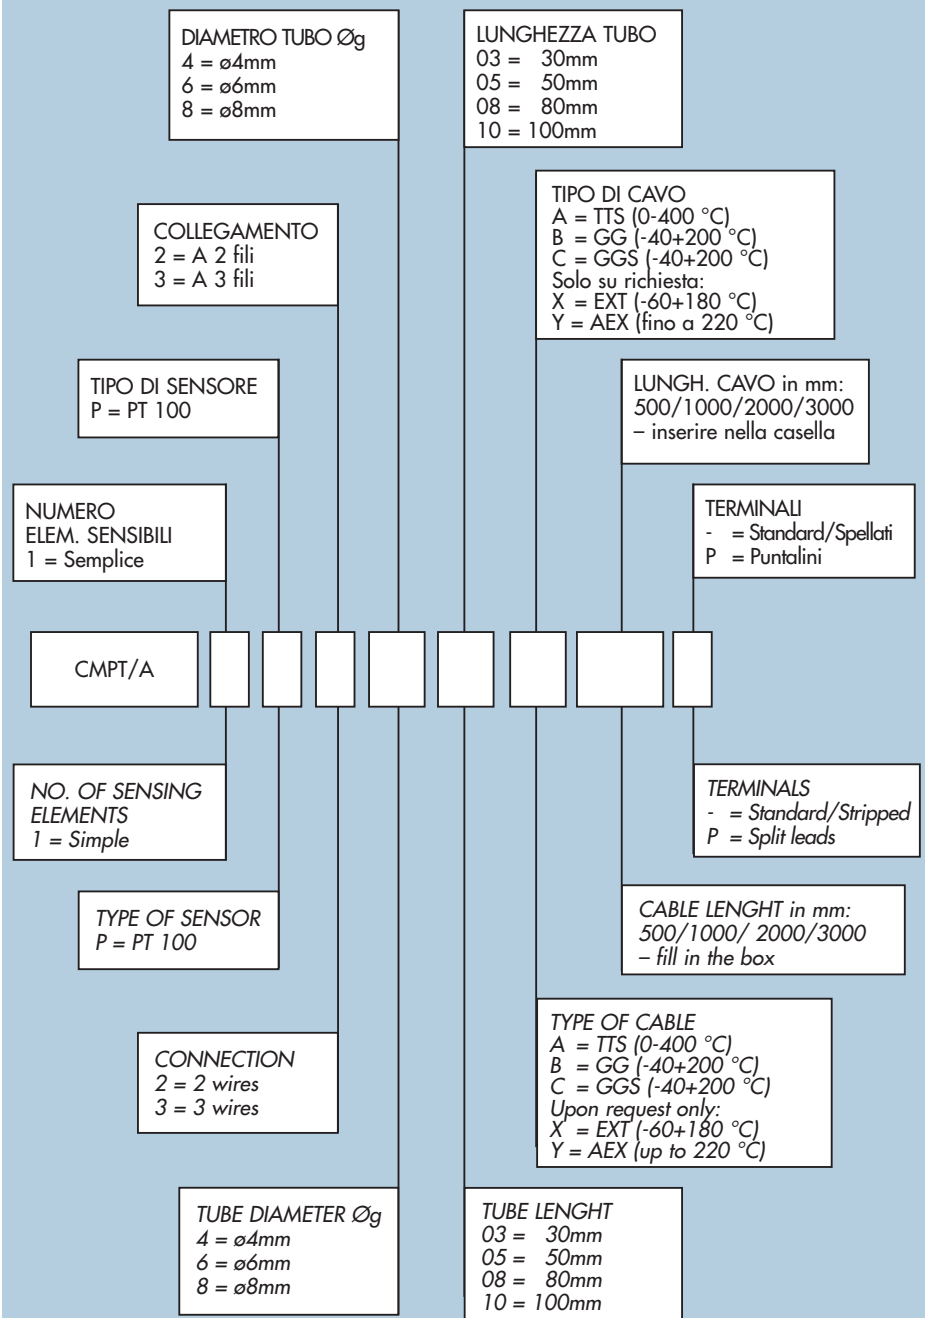 DIAMETRO TUBO Øg
4 = ø4mm
6 = ø6mm
8 = ø8mm
LUNGHEZZA TUBO
03 = 30mm
05 = 50mm
08 = 80mm
10 = 100mm
TIPO DI CAVO
A = TTS (0-400 °C)
B = GG (-40+200 °C)
C = GGS (-40+200 °C)
Solo su richiesta:
X = EXT (-60+180 °C)
Y = AEX (fino a 220 °C)
COLLEGAMENTO
2 = A 2 fili
3 = A 3 fili
TIPO DI SENSORE
P = PT 100
LUNGH. CAVO in mm:
500/1000/2000/3000
– inserire nella casella
NUMERO
ELEM. SENSIBILI
1 = Semplice
TERMINALI
- = Standard/Spellati
P = Puntalini
CMPT/A
NO. OF SENSING
ELEMENTS
1 = Simple
TERMINALS
- = Standard/Stripped
P = Split leads
TYPE OF SENSOR
P = PT 100
CABLE LENGHT in mm:
500/1000/ 2000/3000
– fill in the box
CONNECTION
2 = 2 wires
3 = 3 wires
TYPE OF CABLE
A = TTS (0-400 °C)
B = GG (-40+200 °C)
C = GGS (-40+200 °C)
Upon request only:
X = EXT (-60+180 °C)
Y = AEX (up to 220 °C)
TUBE DIAMETER Øg
4 = ø4mm
6 = ø6mm
8 = ø8mm
TUBE LENGHT
03 = 30mm
05 = 50mm
08 = 80mm
10 = 100mm